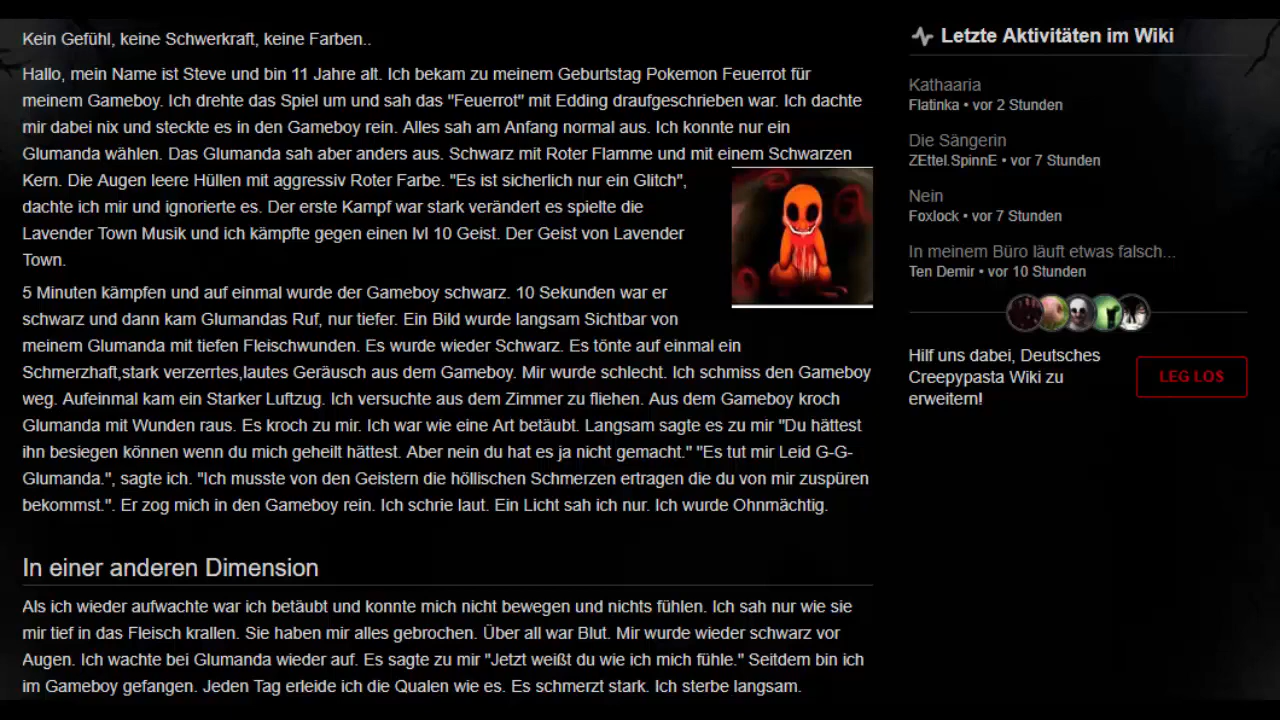 Kein Gefühl, keine Schwerkraft, keine Farben..
Hallo, mein Name ist Steve und bin 11 Jahre alt. Ich bekam zu meinem Geburtstag Pokemon Feuerrot für
meinem Gameboy. Ich drehte das Spiel um und sah das "Feuerrot" mit Edding draufgeschrieben war. Ich dachte
mir dabei nix und steckte es in den Gameboy rein. Alles sah am Anfang normal aus. Ich konnte nur ein
Glumanda wählen. Das Glumanda sah aber anders aus. Schwarz mit Roter Flamme und mit einem Schwarzen
Kern. Die Augen leere Hüllen mit aggressiv Roter Farbe. "Es ist sicherlich nur ein Glitch",
dachte ich mir und ignorierte es. Der erste Kampf war stark verändert es spielte die
Lavender Town Musik und ich kämpfte gegen einen lvl 10 Geist. Der Geist von Lavender
Town.
5 Minuten kämpfen und auf einmal wurde der Gameboy schwarz. 10 Sekunden war er
schwarz und dann kam Glumandas Ruf, nur tiefer. Ein Bild wurde langsam Sichtbar von
meinem Glumanda mit tiefen Fleischwunden. Es wurde wieder Schwarz. Es tönte auf einmal ein
Schmerzhaft,stark verzerrtes,lautes Geräusch aus dem Gameboy. Mir wurde schlecht. Ich schmiss den Gameboy
weg. Aufeinmal kam ein Starker Luftzug. Ich versuchte aus dem Zimmer zu fliehen. Aus dem Gameboy kroch
Glumanda mit Wunden raus. Es kroch zu mir. Ich war wie eine Art betäubt. Langsam sagte es zu mir "Du hättest
ihn besiegen können wenn du mich geheilt hättest. Aber nein du hat es ja nicht gemacht." "Es tut mir Leid G-G-
Glumanda.", sagte ich. "Ich musste von den Geistern die höllischen Schmerzen ertragen die du von mir zuspüren
bekommst.". Er zog mich in den Gameboy rein. Ich schrie laut. Ein Licht sah ich nur. Ich wurde Ohnmächtig.
In einer anderen Dimension
Als ich wieder aufwachte war ich betäubt und konnte mich nicht bewegen und nichts fühlen. Ich sah nur wie sie
mir tief in das Fleisch krallen. Sie haben mir alles gebrochen. Über all war Blut. Mir wurde wieder schwarz vor
Augen. Ich wachte bei Glumanda wieder auf. Es sagte zu mir "Jetzt weißt du wie ich mich fühle." Seitdem bin ich
im Gameboy gefangen. Jeden Tag erleide ich die Qualen wie es. Es schmerzt stark. Ich sterbe langsam.
Letzte Aktivitäten im Wiki
Kathaaria
Flatinka • vor 2 Stunden
Die Sängerin
ZEttel.SpinnE • vor 7 Stunden
Nein
Foxlock • vor 7 Stunden
In meinem Büro läuft etwas falsch...
Ten Demir • vor 10 Stunden
Hilf uns dabei, Deutsches
Creepypasta Wiki zu
erweitern!
LEG LOS